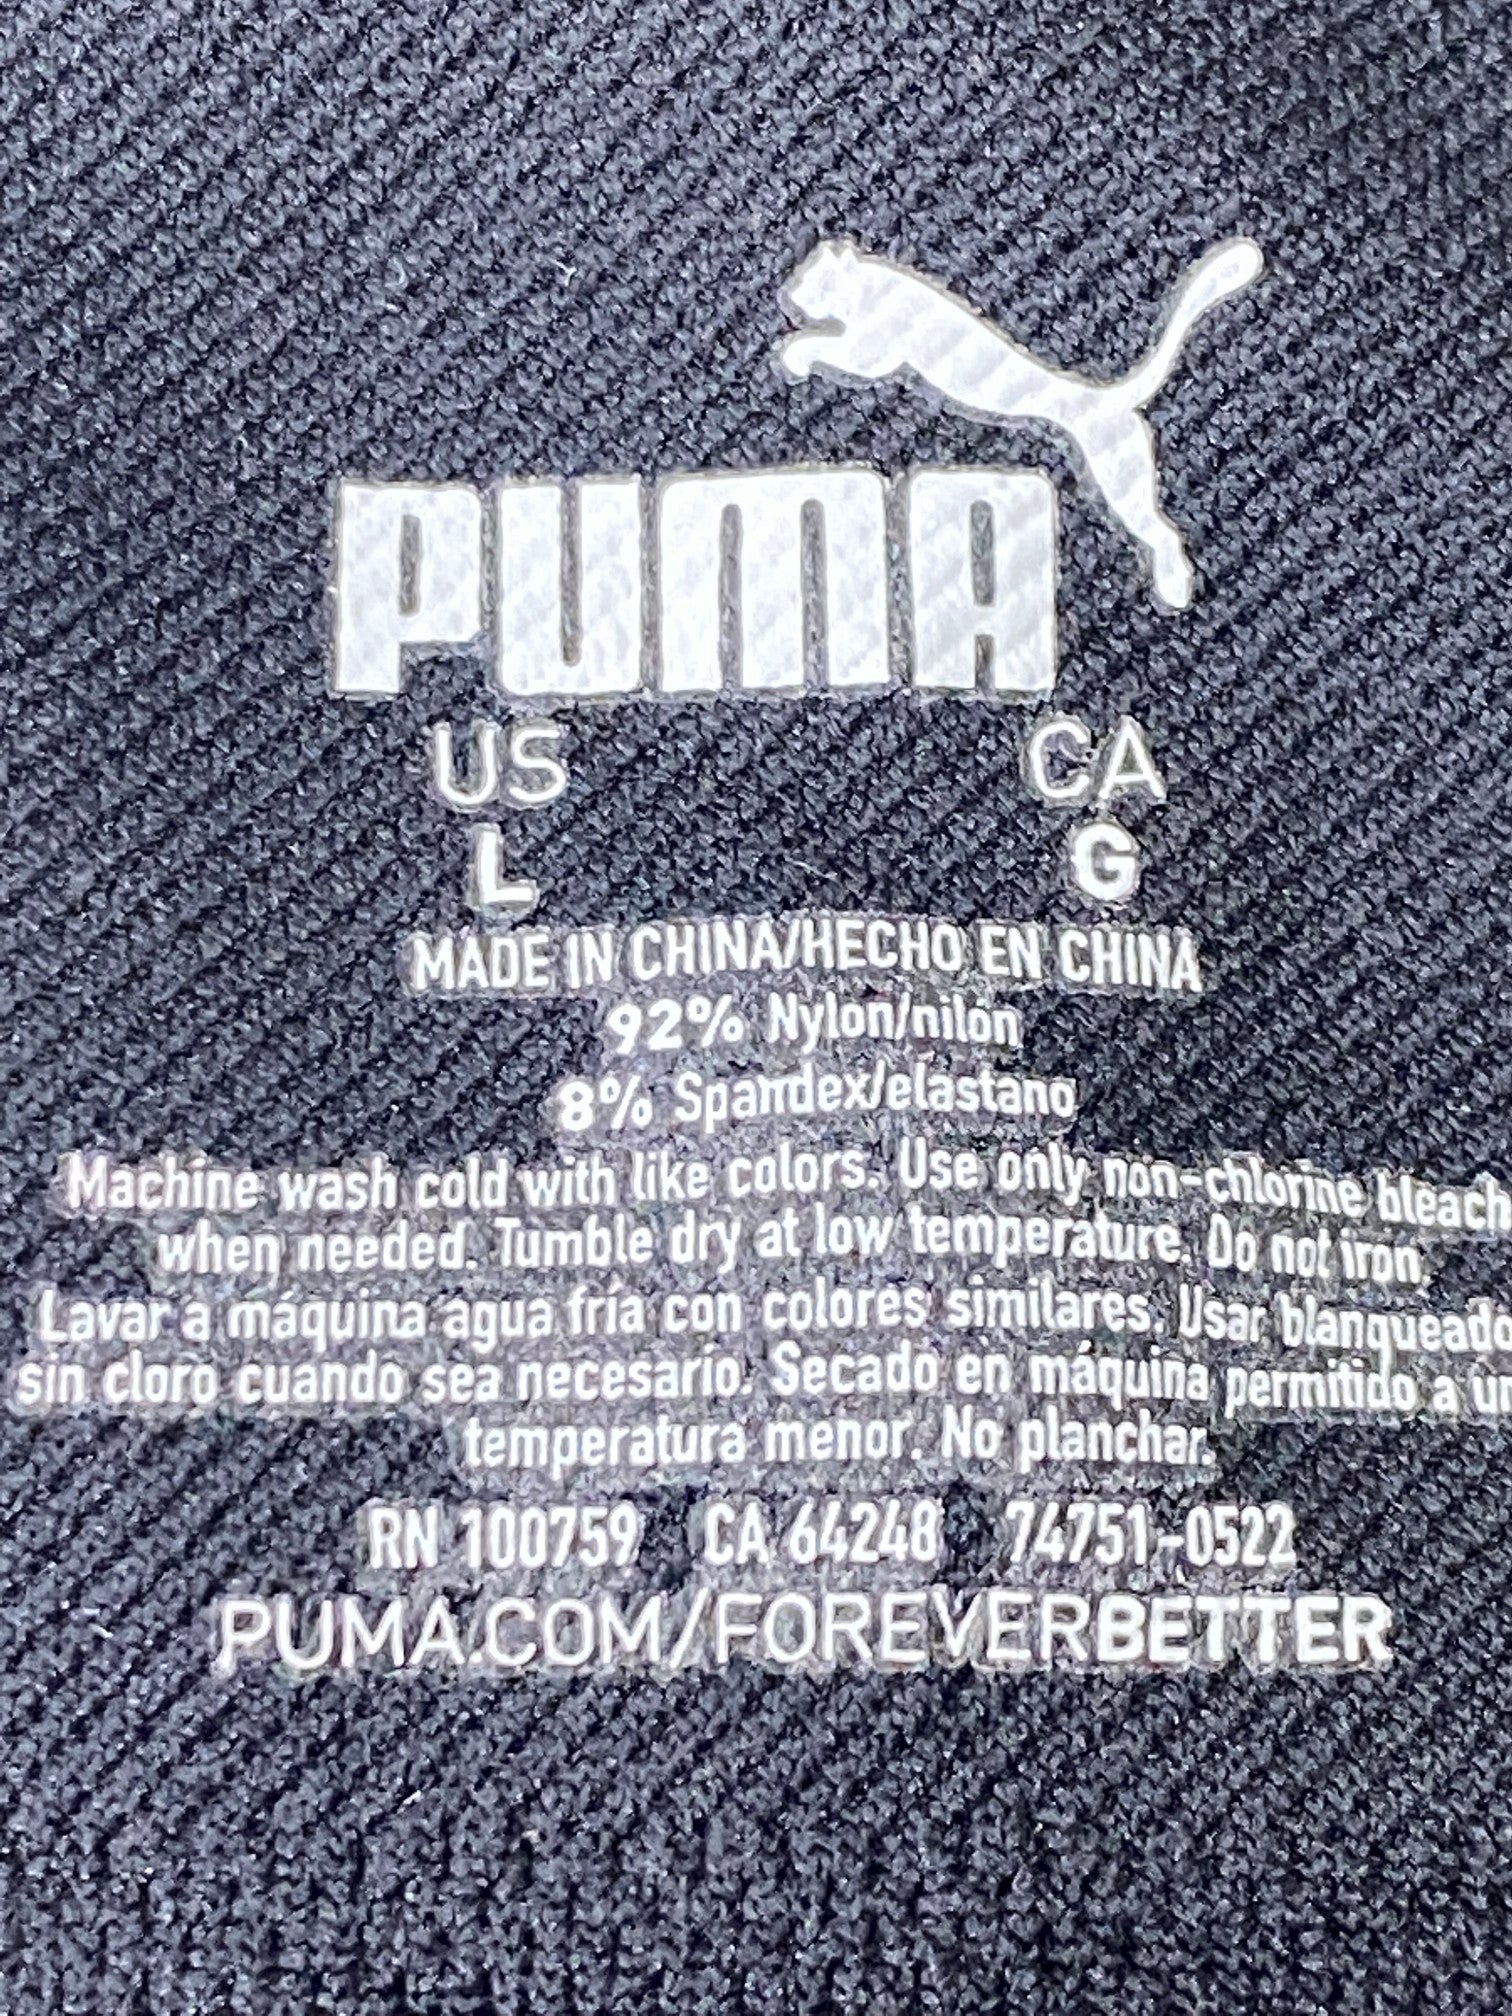 PUMA
US CA
L G
MADE IN CHINA/HECHO EN CHINA
92% Nylon/nilon
8% Spandex/elastano
Machine wash cold with like colors. Use only non-chlorine bleach
when needed. Tumble dry at low temperature. Do not iron.
Lavar a máquina agua fría con colores similares. Usar blanqueado
sin cloro cuando sea necesario. Secado en máquina permitido a un
temperatura menor. No planchar.
RN 100759 CA 64248 74751-0522
PUMA.COM/FOREVERBETTER